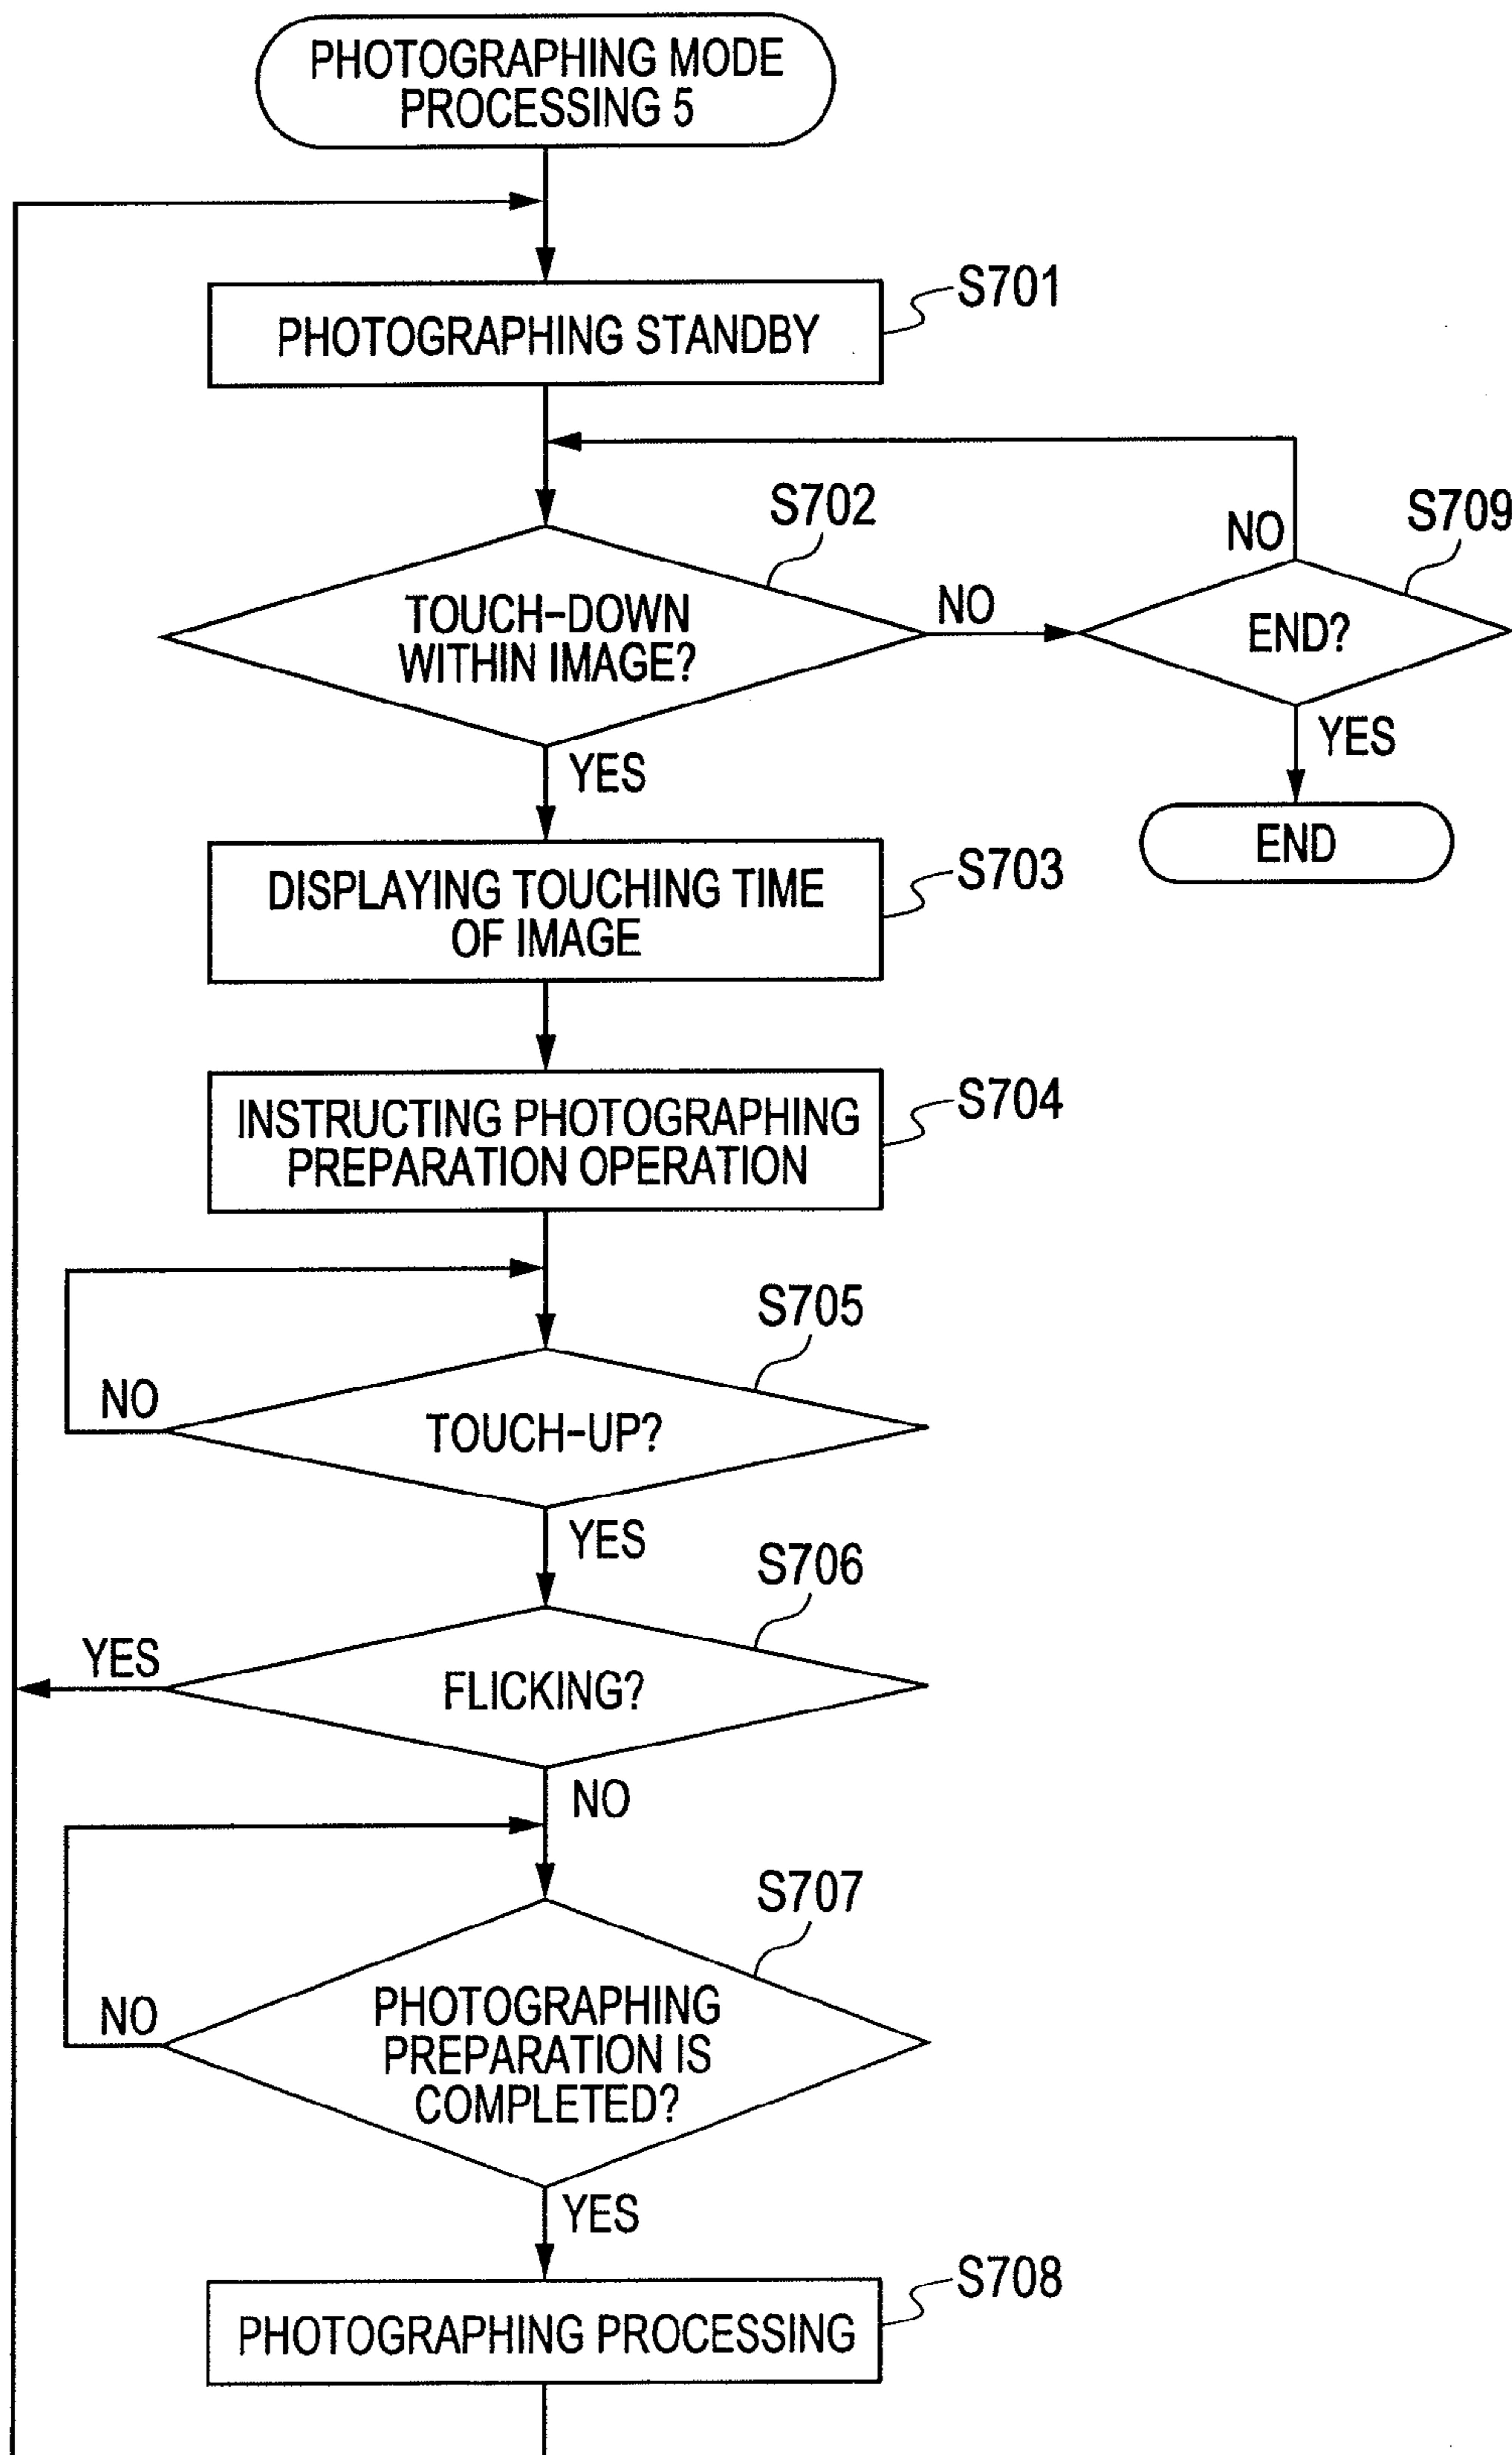 PHOTOGRAPHING MODE
PROCESSING 5
PHOTOGRAPHING STANDBY
S701
S702
TOUCH-DOWN
WITHIN IMAGE?
NO
YES
S709
END?
NO
YES
END
DISPLAYING TOUCHING TIME
OF IMAGE
S703
INSTRUCTING PHOTOGRAPHING
PREPARATION OPERATION
S704
S705
TOUCH-UP?
NO
YES
S706
FLICKING?
YES
NO
S707
PHOTOGRAPHING
PREPARATION IS
COMPLETED?
NO
YES
PHOTOGRAPHING PROCESSING
S708